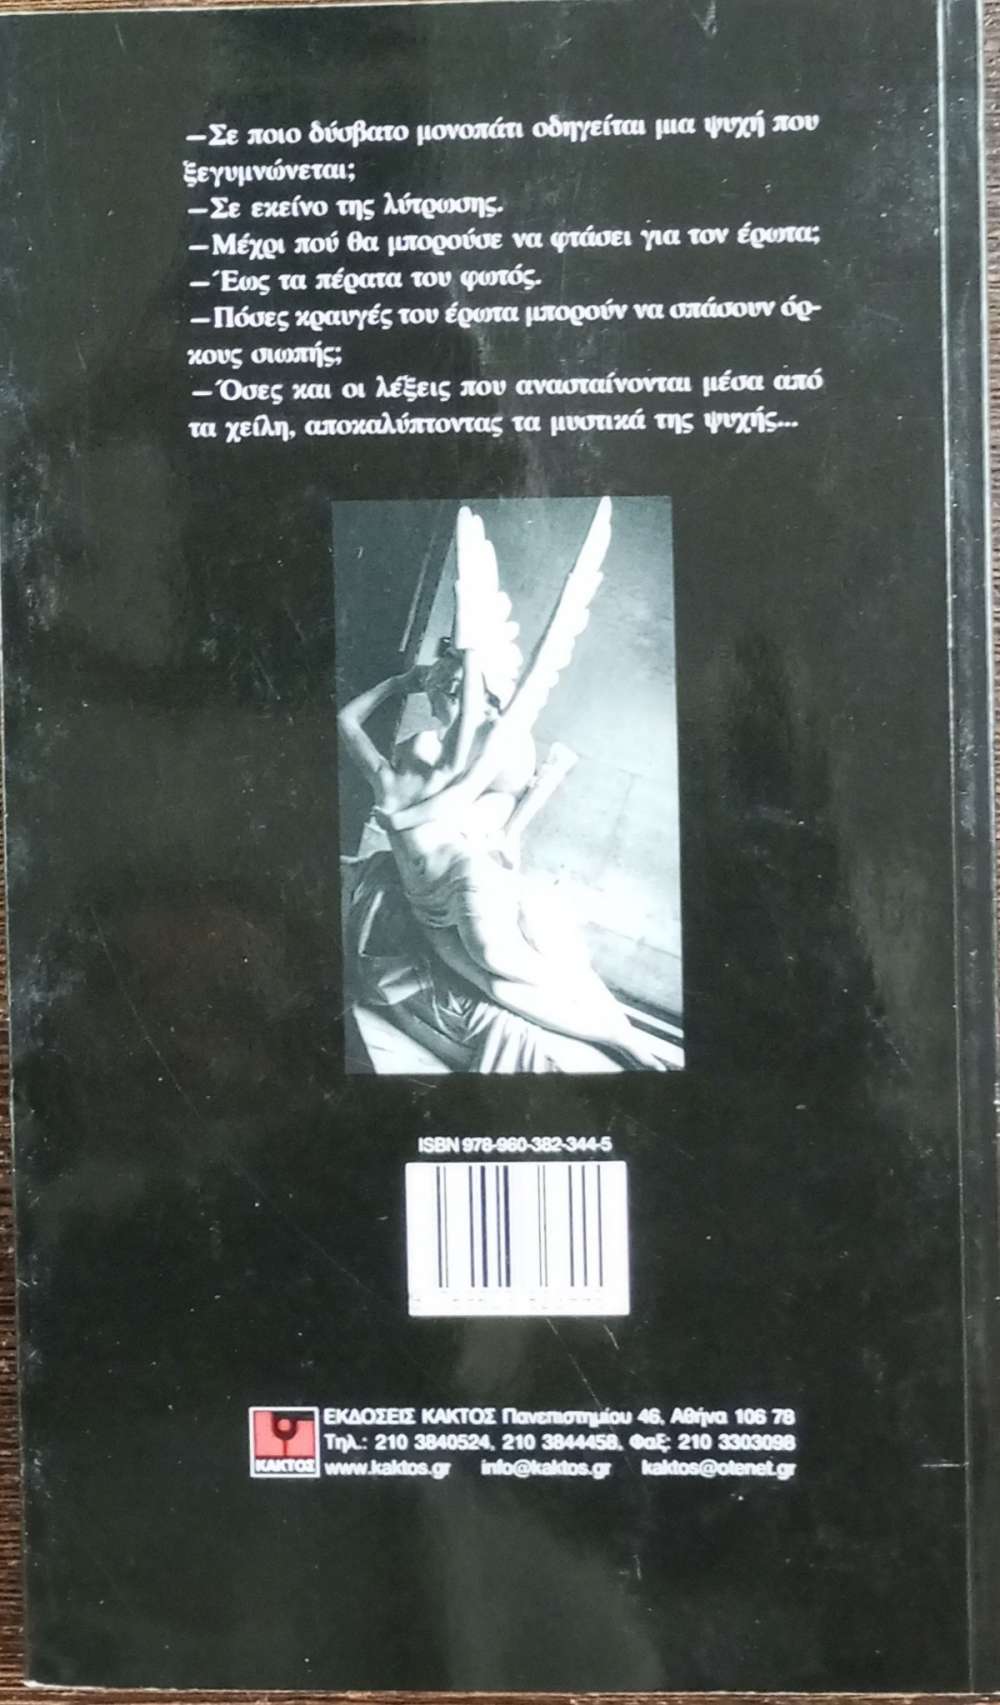 –Σε ποιο δύσβατο μονοπάτι οδηγείται μια ψυχή που
ξεγυμνώνεται;
–Σε εκείνο της λύτρωσης.
–Μέχρι πού θα μπορούσε να φτάσει για τον έρωτα;
–Έως τα πέρατα του φωτός.
–Πόσες κραυγές του έρωτα μπορούν να σπάσουν όρ-
κους σιωπής;
–Όσες και οι λέξεις που ανασταίνονται μέσα από
τα χείλη, αποκαλύπτοντας τα μυστικά της ψυχής...
ISBN 978-960-382-344-5
ΕΚΔΟΣΕΙΣ ΚΑΚΤΟΣ Πανεπιστημίου 46, Αθήνα 106 78
Τηλ.: 210 3840524, 210 3844458, Φαξ: 210 3303098
ΚΑΚΤΟΣ www.kaktos.gr info@kaktos.gr kaktos@otenet.gr